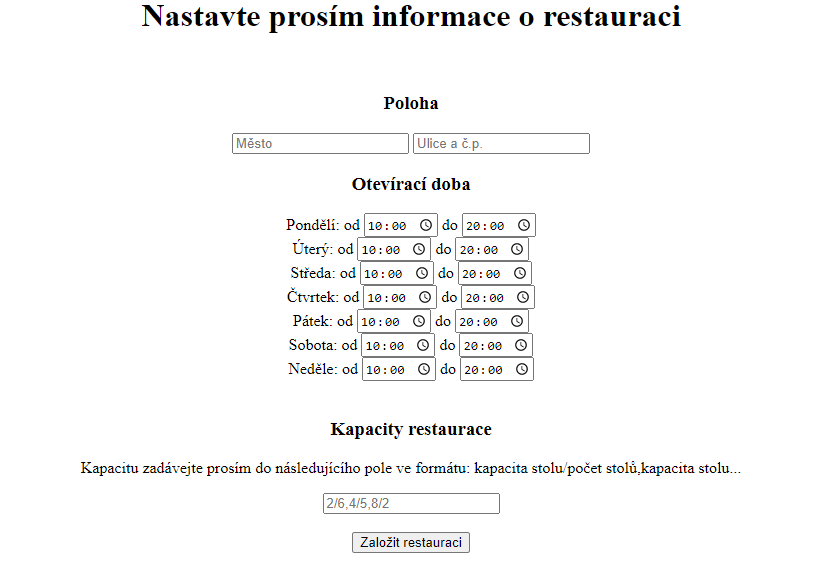 Nastavte prosím informace o restauraci
Poloha
Město Ulice a č.p.
Otevírací doba
Pondělí: od 10:00 do 20:00
Úterý: od 10:00 do 20:00
Středa: od 10:00 do 20:00
Čtvrtek: od 10:00 do 20:00
Pátek: od 10:00 do 20:00
Sobota: od 10:00 do 20:00
Neděle: od 10:00 do 20:00
Kapacity restaurace
Kapacitu zadávejte prosím do následujícího pole ve formátu: kapacita stolu/počet stolů,kapacita stolu...
2/6,4/5,8/2
Založit restauraci